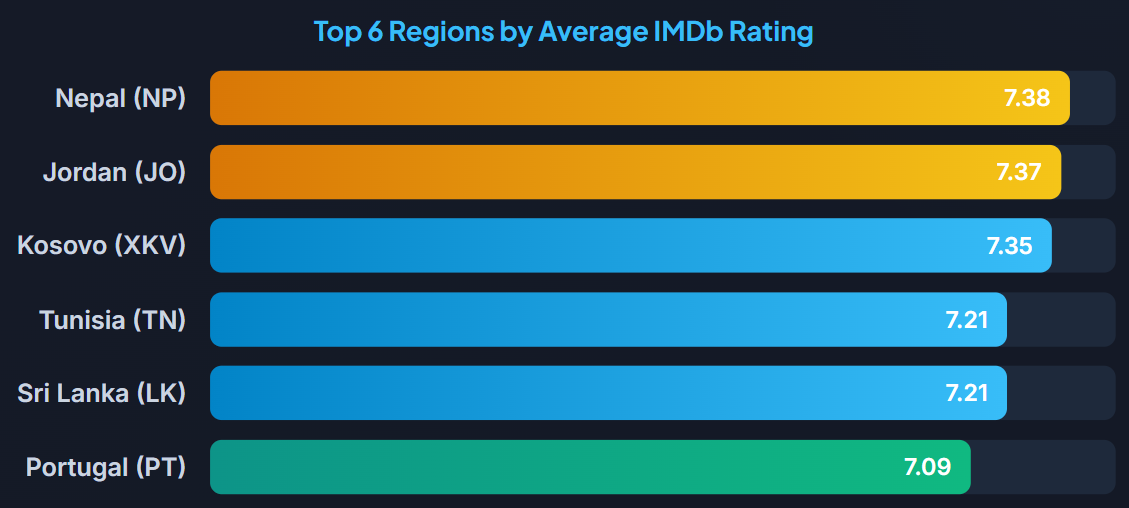 Top 6 Regions by Average IMDb Rating
Nepal (NP) 7.38
Jordan (JO) 7.37
Kosovo (XKV) 7.35
Tunisia (TN) 7.21
Sri Lanka (LK) 7.21
Portugal (PT) 7.09